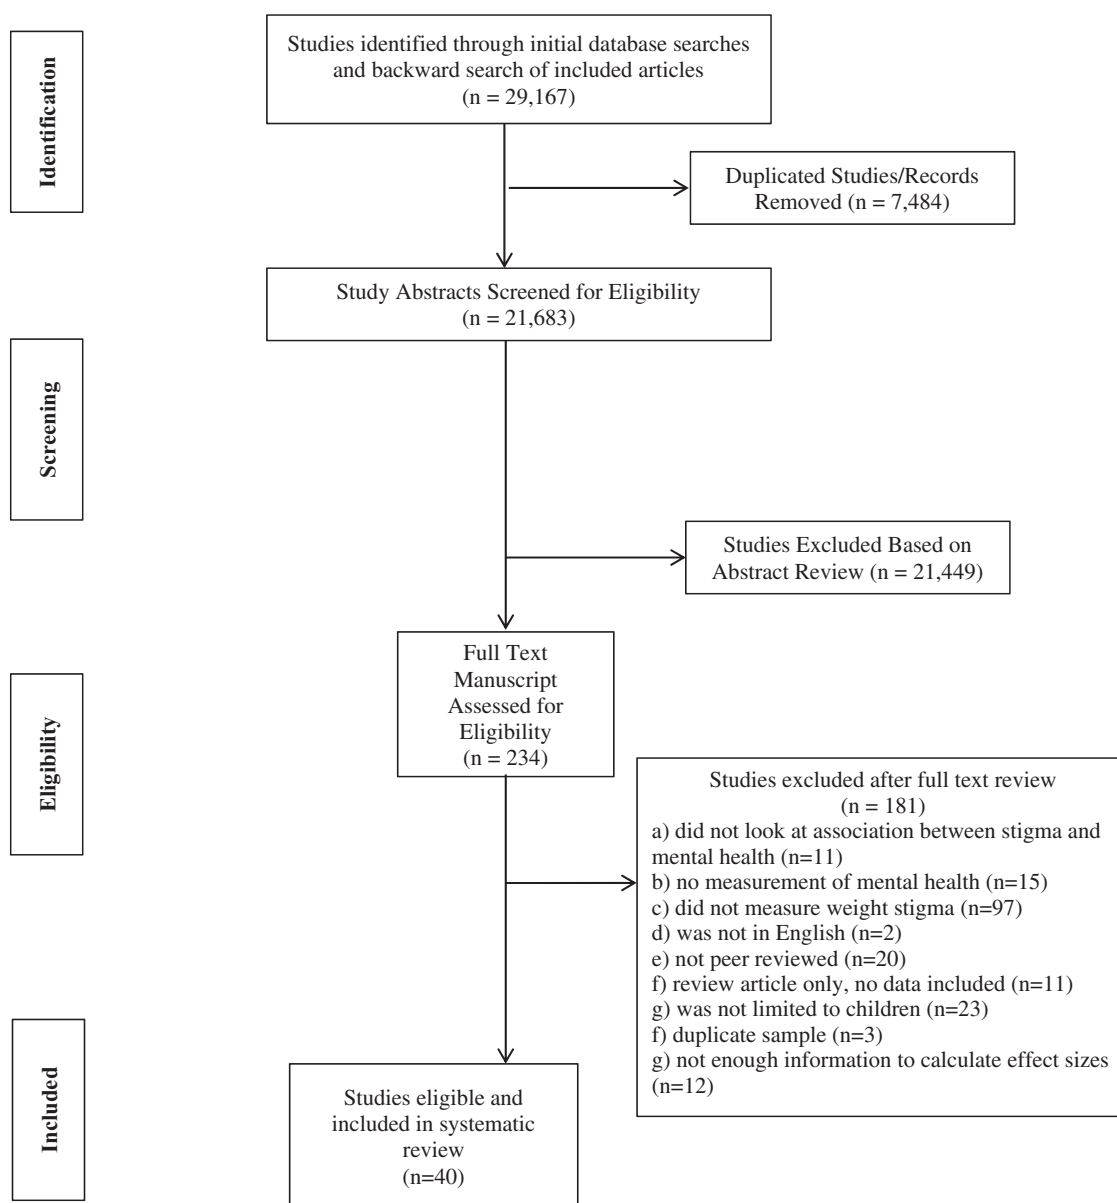 Identification
Studies identified through initial database searches
and backward search of included articles
(n = 29,167)
Duplicated Studies/Records
Removed (n = 7,484)
Study Abstracts Screened for Eligibility
(n = 21,683)
Screening
Studies Excluded Based on
Abstract Review (n = 21,449)
Eligibility
Full Text
Manuscript
Assessed for
Eligibility
(n = 234)
Studies excluded after full text review
(n = 181)
a) did not look at association between stigma and
mental health (n=11)
b) no measurement of mental health (n=15)
c) did not measure weight stigma (n=97)
d) was not in English (n=2)
e) not peer reviewed (n=20)
f) review article only, no data included (n=11)
g) was not limited to children (n=23)
f) duplicate sample (n=3)
g) not enough information to calculate effect sizes
(n=12)
Included
Studies eligible and
included in systematic
review
(n=40)